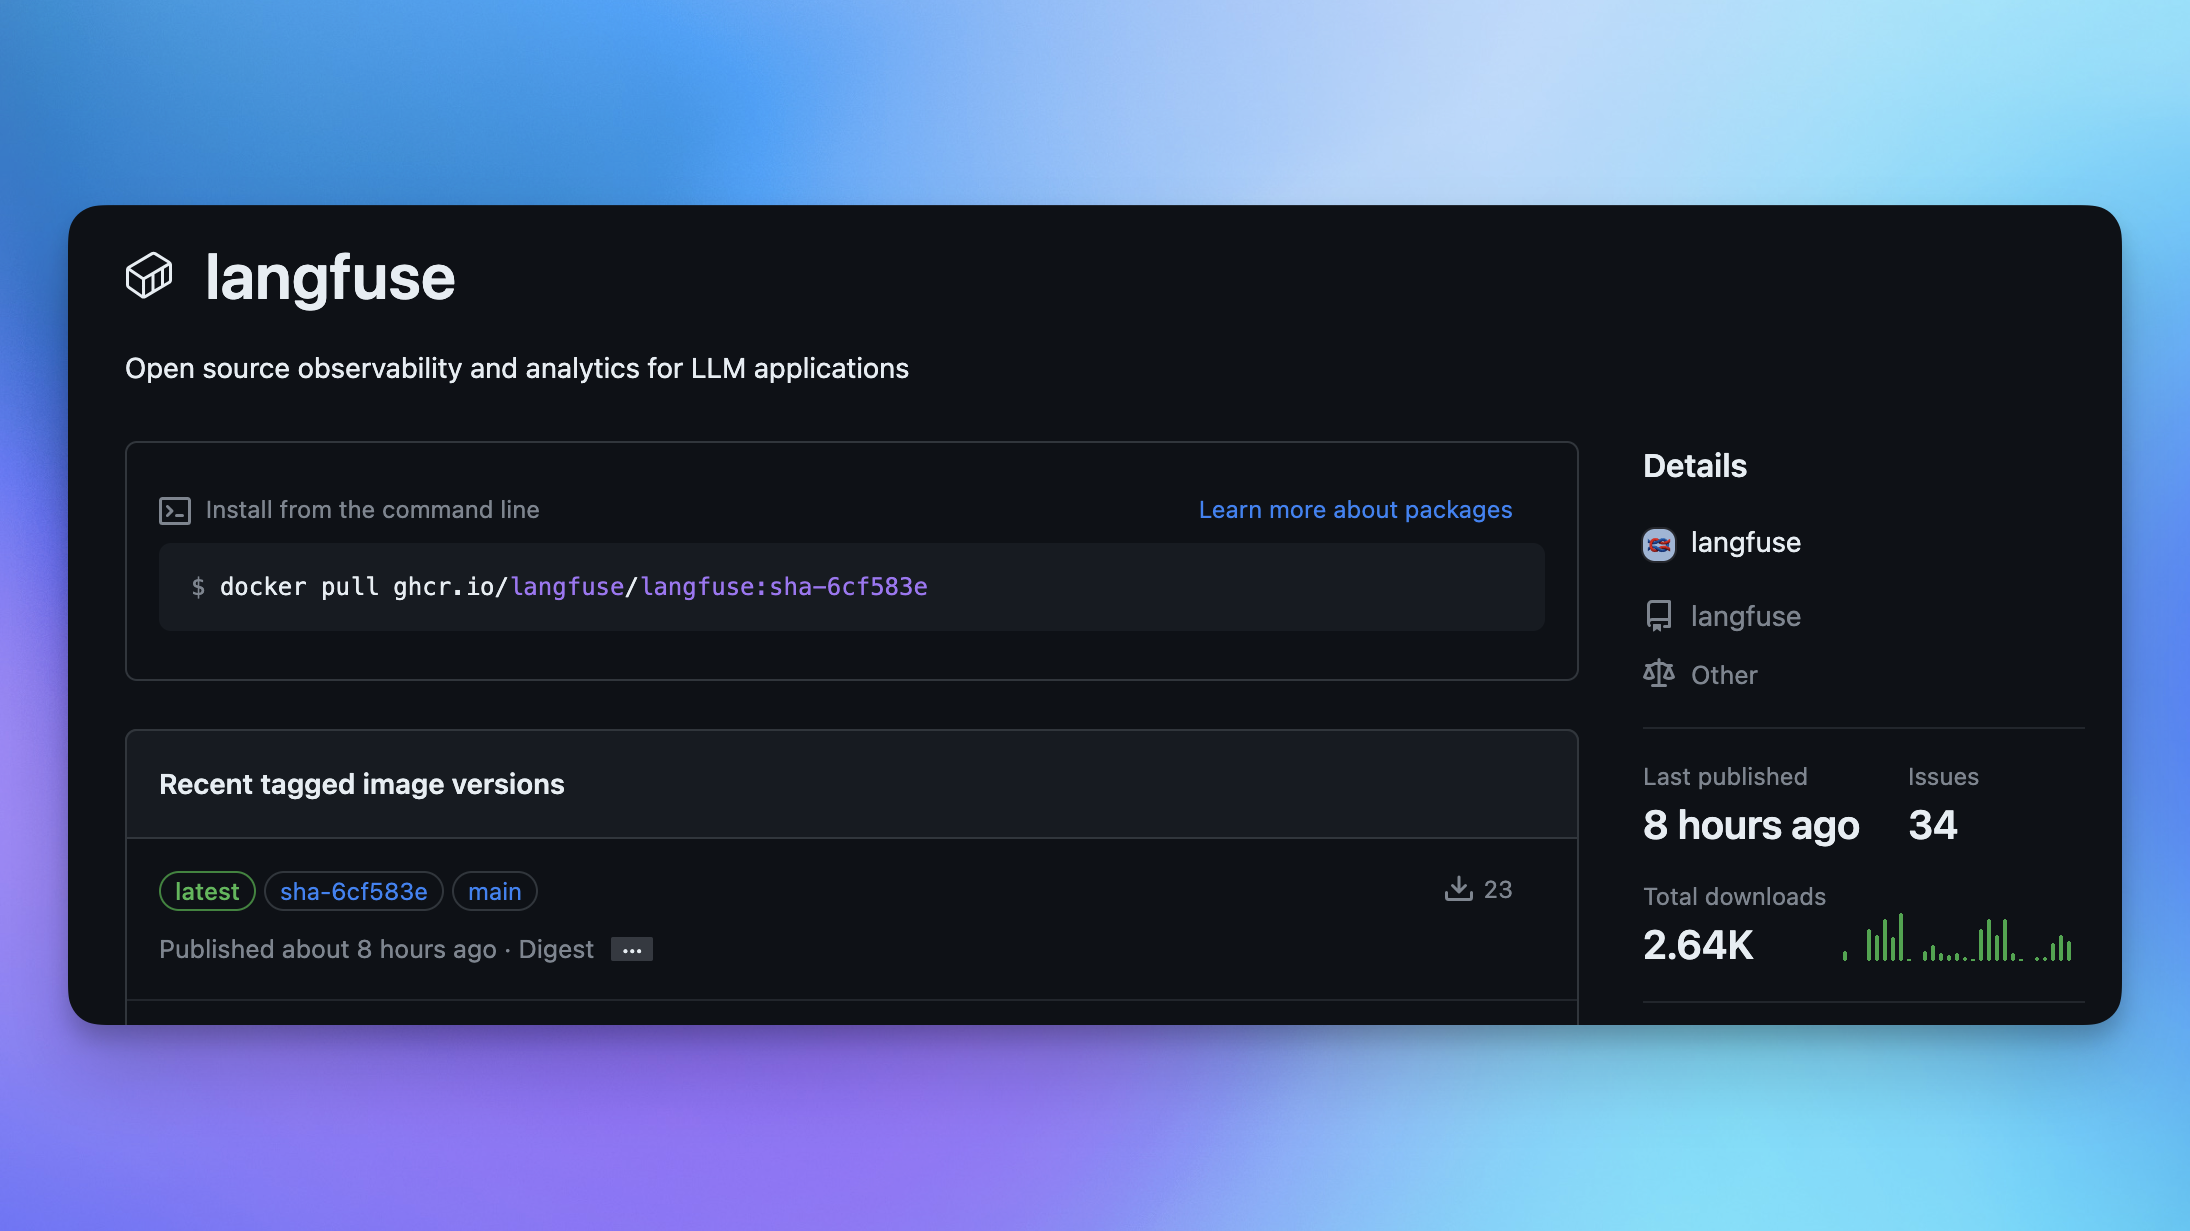 langfuse
Open source observability and analytics for LLM applications
Install from the command line
Learn more about packages
$ docker pull ghcr.io/langfuse/langfuse:sha-6cf583e
Recent tagged image versions
latest sha-6cf583e main
23
Published about 8 hours ago · Digest ...
Details
langfuse
langfuse
Other
Last published Issues
8 hours ago 34
Total downloads
2.64K